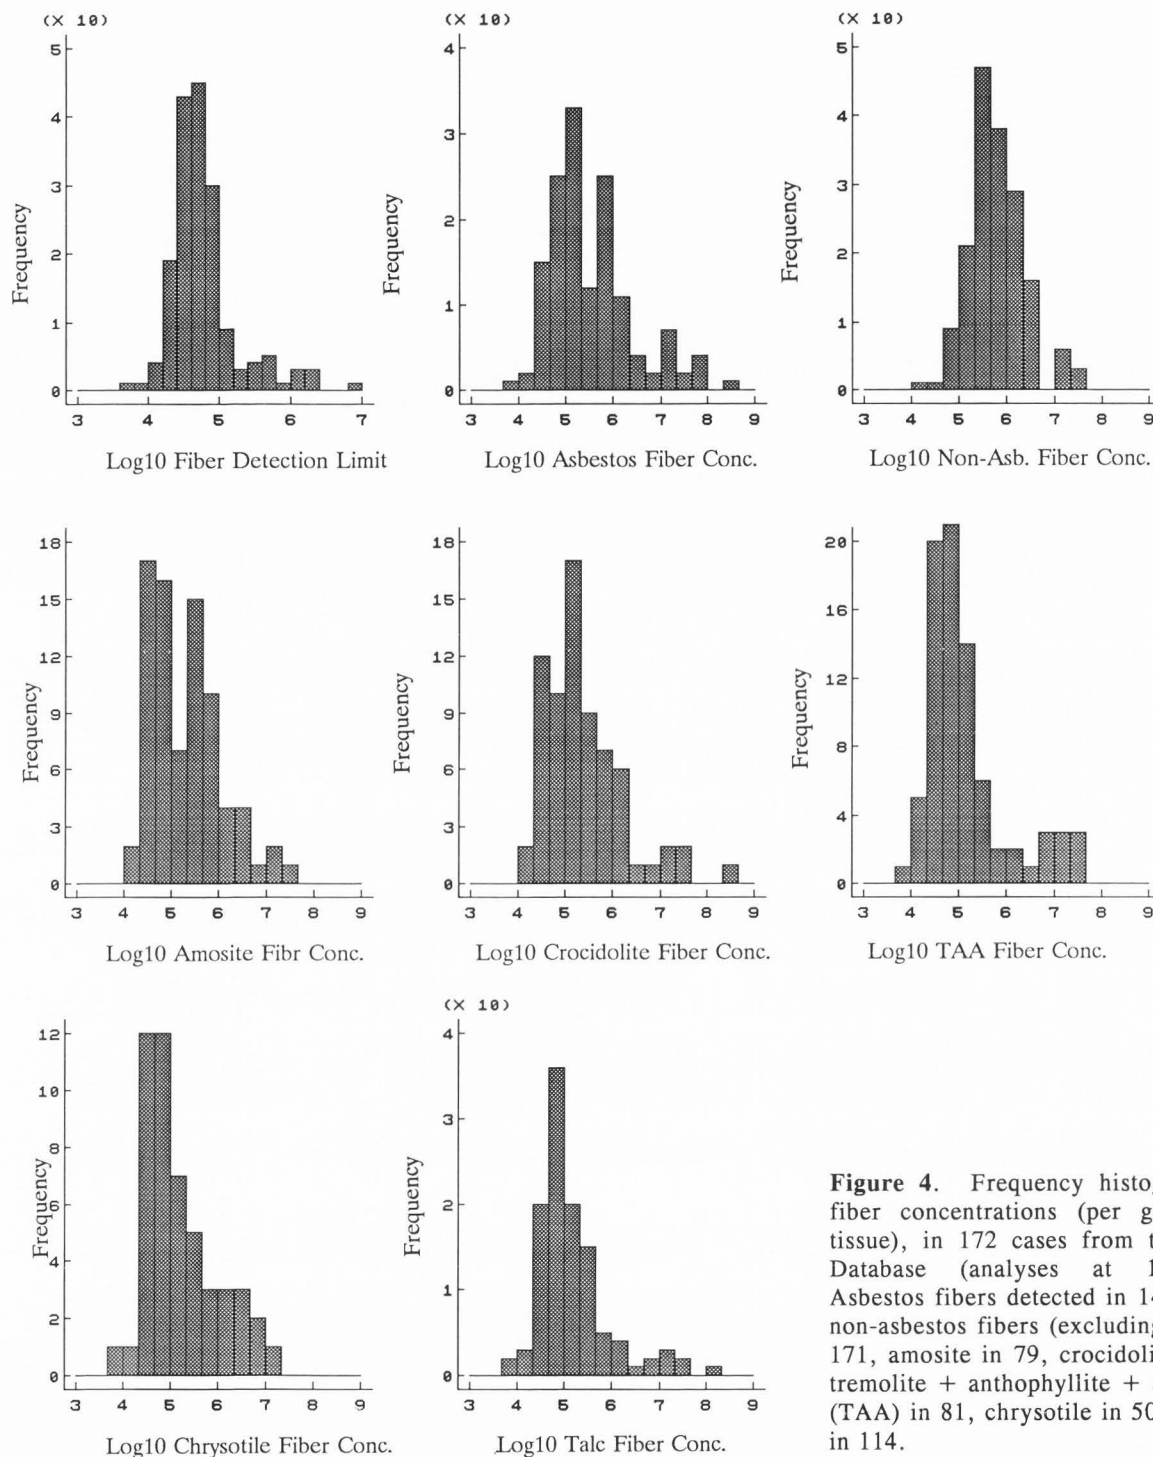 (X 10)
5
4
3
2
1
0
Frequency
3 4 5 6 7
Log10 Fiber Detection Limit
(X 10)
4
3
2
1
0
Frequency
3 4 5 6 7 8 9
Log10 Asbestos Fiber Conc.
(X 10)
5
4
3
2
1
0
Frequency
3 4 5 6 7 8 9
Log10 Non-Asb. Fiber Conc.
18
15
12
9
6
3
0
Frequency
3 4 5 6 7 8 9
Log10 Amosite Fibr Conc.
18
15
12
9
6
3
0
Frequency
3 4 5 6 7 8 9
Log10 Crocidolite Fiber Conc.
20
16
12
8
4
0
Frequency
3 4 5 6 7 8 9
Log10 TAA Fiber Conc.
12
10
8
6
4
2
0
Frequency
3 4 5 6 7 8 9
Log10 Chrysotile Fiber Conc.
(X 10)
4
3
2
1
0
Frequency
3 4 5 6 7 8 9
Log10 Talc Fiber Conc.
Figure 4. Frequency histog
fiber concentrations (per g
tissue), in 172 cases from t
Database (analyses at 1
Asbestos fibers detected in 14
non-asbestos fibers (excluding
171, amosite in 79, crocidoli
tremolite + anthophyllite +
(TAA) in 81, chrysotile in 50
in 114.